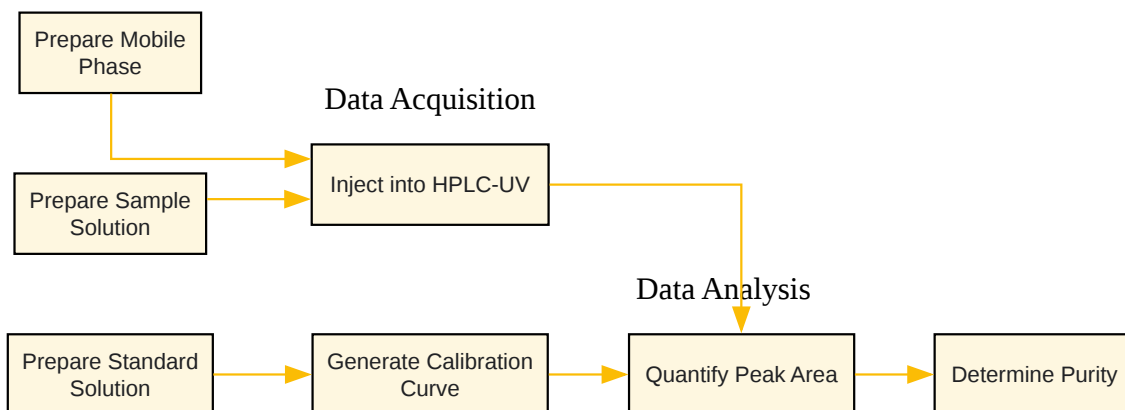 Prepare Mobile
Phase
Data Acquisition
Inject into HPLC-UV
Prepare Sample
Solution
Data Analysis
Prepare Standard
Solution
Generate Calibration
Curve
Quantify Peak Area
Determine Purity